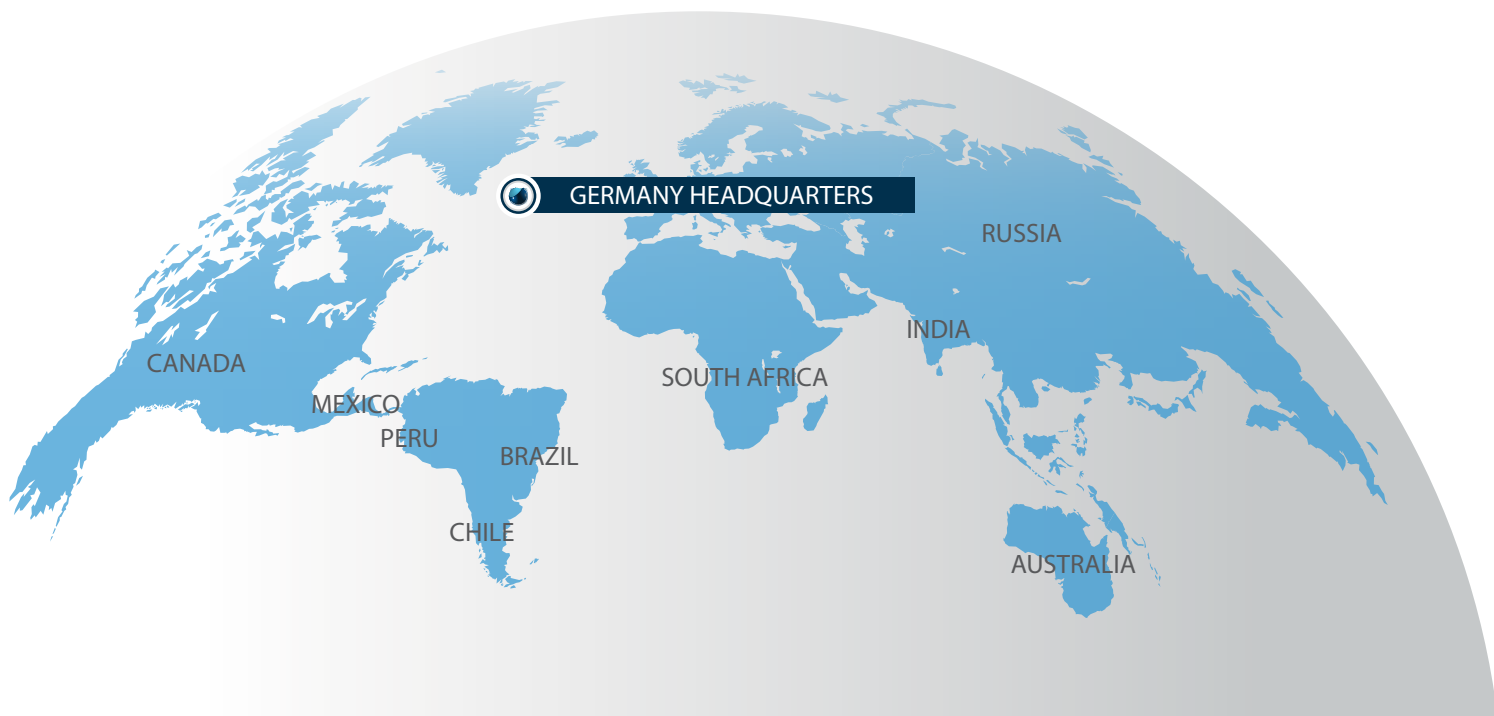 GERMANY HEADQUARTERS
RUSSIA
INDIA
CANADA
SOUTH AFRICA
MEXICO
PERU
BRAZIL
CHILE
AUSTRALIA